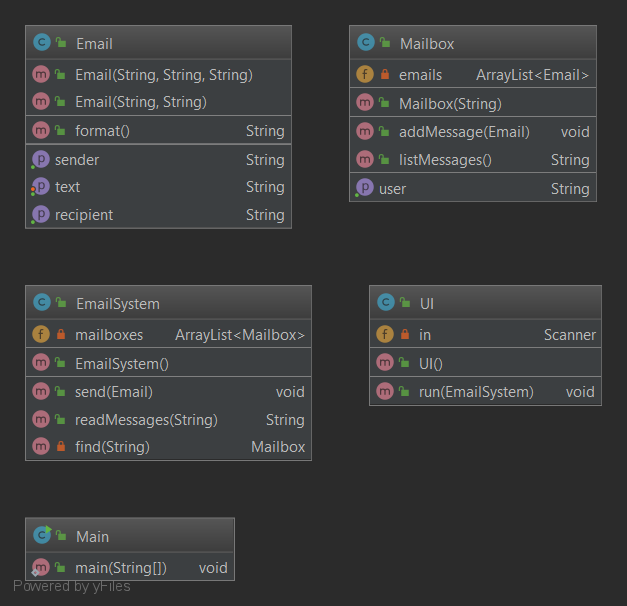 Email
Email(String, String, String)
Email(String, String)
format() String
sender String
text String
recipient String
Mailbox
emails ArrayList<Email>
Mailbox(String)
addMessage(Email) void
listMessages() String
user String
EmailSystem
mailboxes ArrayList<Mailbox>
EmailSystem()
send(Email) void
readMessages(String) String
find(String) Mailbox
UI
in Scanner
UI()
run(EmailSystem) void
Main
main(String[]) void
Powered by yFiles